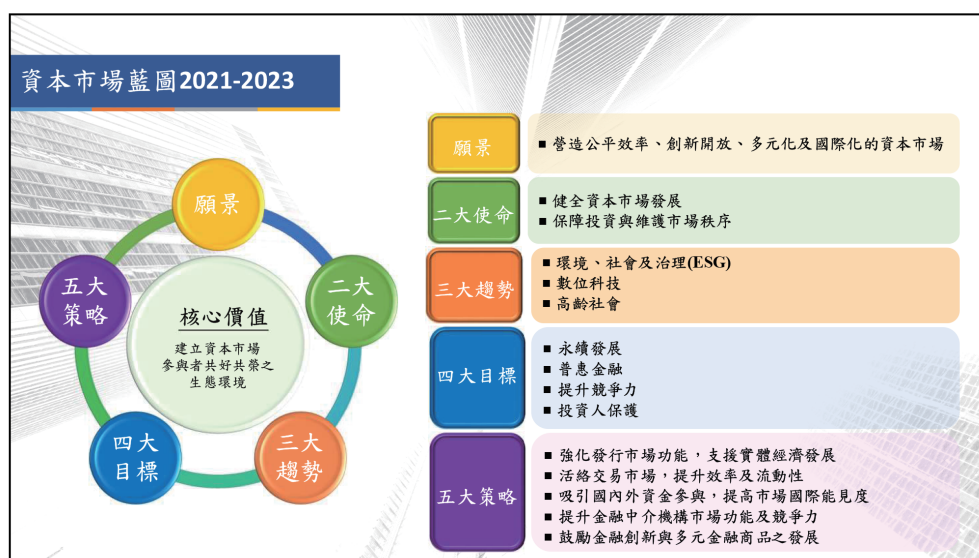 資本市場藍圖2021-2023
願景
二大
使命
三大
趨勢
四大
目標
五大
策略
核心價值
建立資本市場
參與者共好共榮之
生態環境
願景
■ 營造公平效率、創新開放、多元化及國際化的資本市場
二大使命
■ 健全資本市場發展
■ 保障投資與維護市場秩序
三大趨勢
■ 環境、社會及治理(ESG)
■ 數位科技
■ 高齡社會
四大目標
■ 永續發展
■ 普惠金融
■ 提升競爭力
■ 投資人保護
五大策略
■ 強化發行市場功能，支援實體經濟發展
■ 活絡交易市場，提升效率及流動性
■ 吸引國內外資金參與，提高市場國際能見度
■ 提升金融中介機構市場功能及競爭力
■ 鼓勵金融創新與多元金融商品之發展